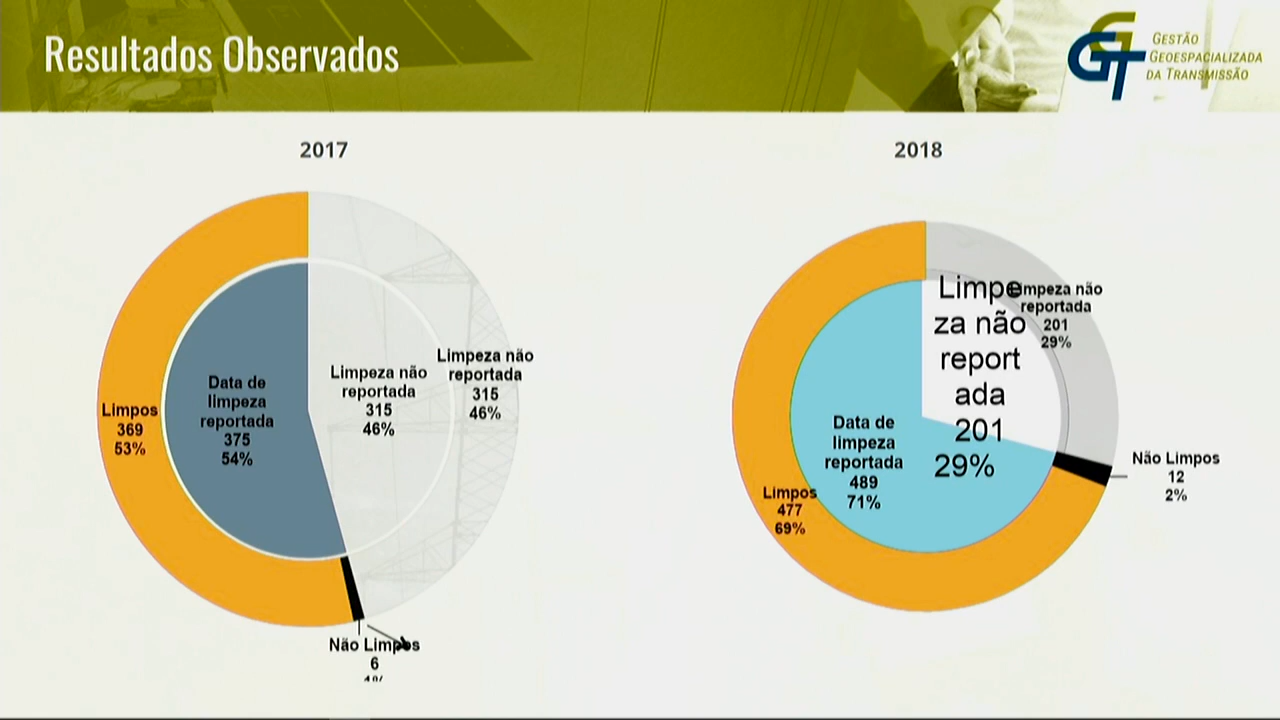 Resultados Observados
GESTÃO
GEOESPACIALIZADA
DA TRANSMISSÃO
2017
Limpos
369
53%
Data de
limpeza
reportada
375
54%
Limpeza não
reportada
315
46%
Limpeza não
reportada
315
46%
Não Limpos
6
2018
Limpos
477
69%
Data de
limpeza
reportada
489
71%
Limpe
za não
report
ada
201
29%
Limpeza não
reportada
201
29%
Não Limpos
12
2%